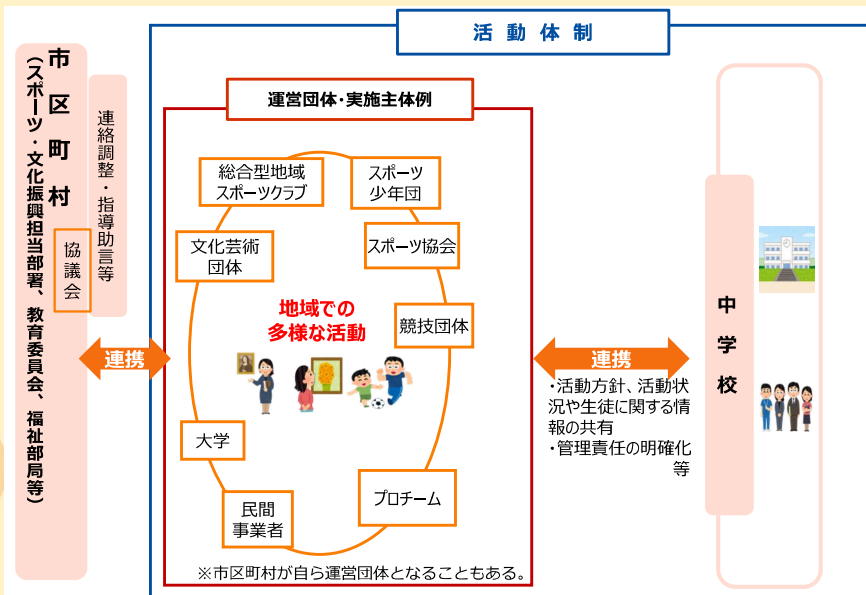 活動体制
市区町村
(スポーツ・文化振興担当部署、教育委員会、福祉部局等)
協議会
連絡調整・指導助言等
連携
運営団体・実施主体例
総合型地域
スポーツクラブ
スポーツ
少年団
文化芸術
団体
スポーツ協会
地域での
多様な活動
競技団体
大学
プロチーム
民間
事業者
※市区町村が自ら運営団体となることもある。
連携
・活動方針、活動状
況や生徒に関する情
報の共有
・管理責任の明確化
等
中学校